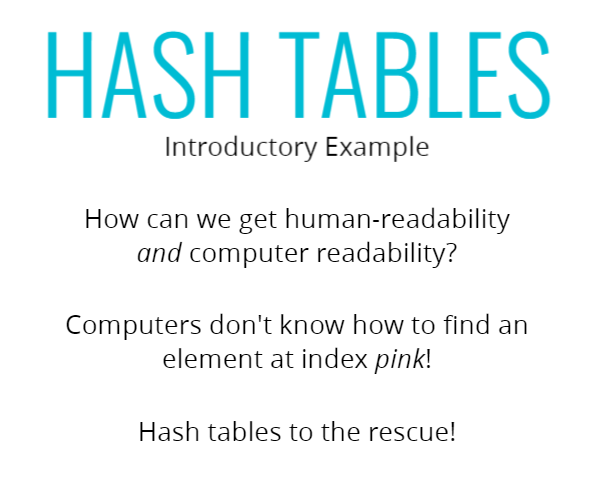 HASH TABLES
Introductory Example
How can we get human-readability
and computer readability?
Computers don't know how to find an
element at index pink!
Hash tables to the rescue!